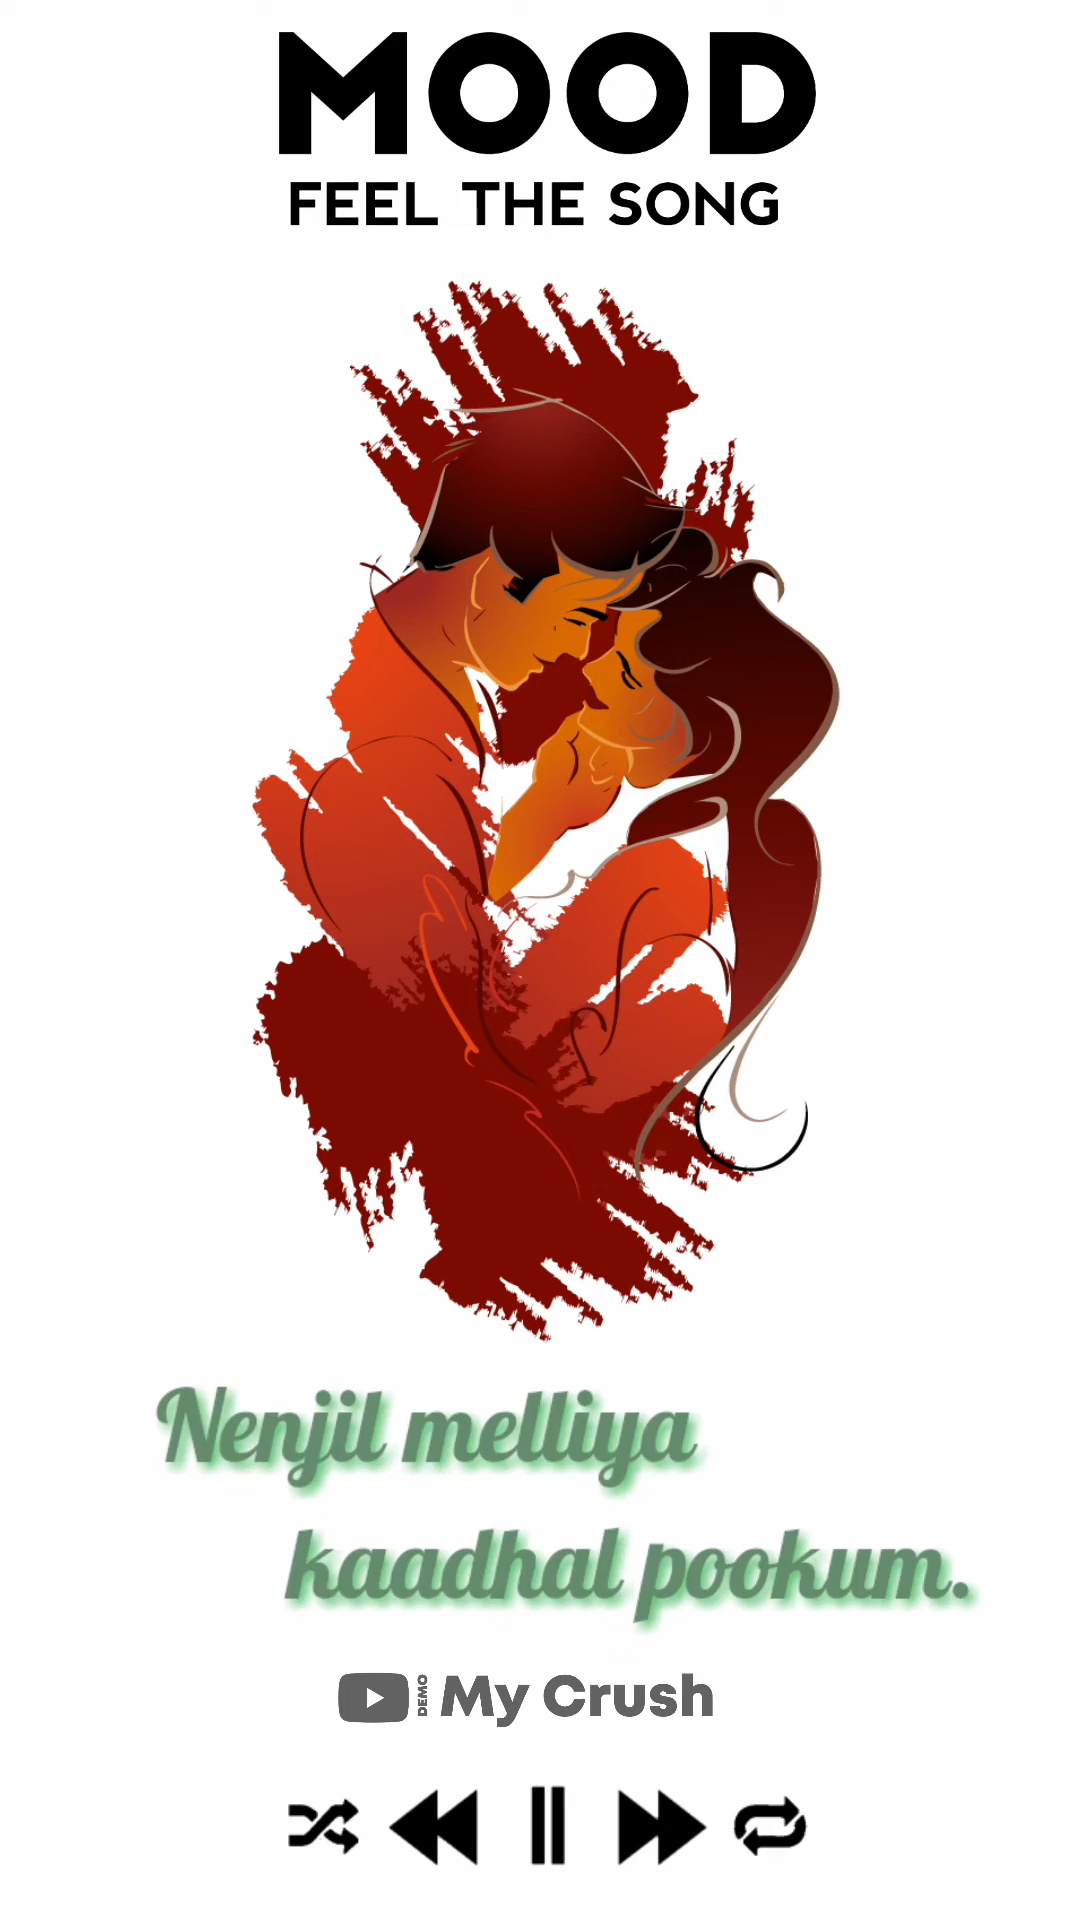 MOOD
FEEL THE SONG
Nenjil melliya
kaadhal pookum.
DEMO My Crush